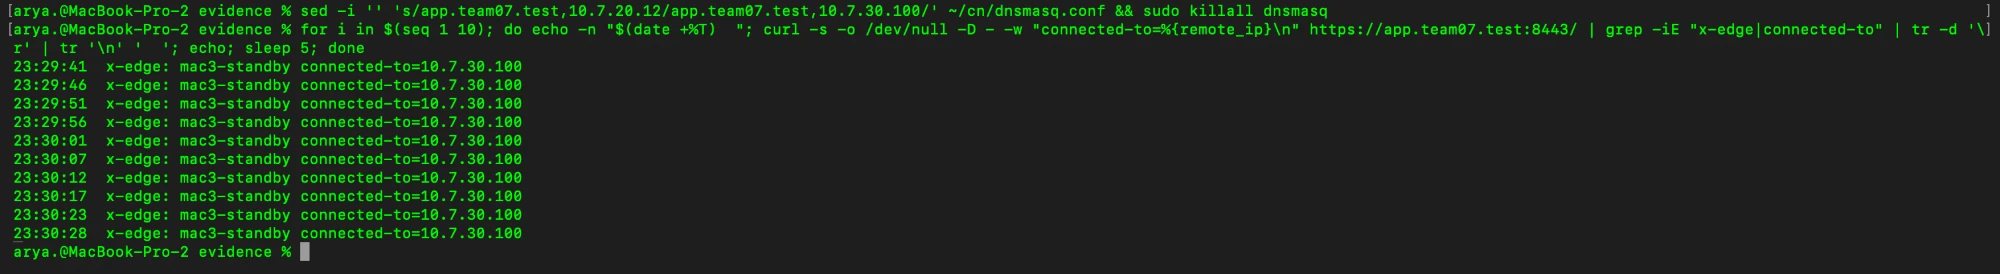 [arya.@MacBook-Pro-2 evidence % sed -i '' 's/app.team07.test,10.7.20.12/app.team07.test,10.7.30.100/' ~/cn/dnsmasq.conf && sudo killall dnsmasq ]
[arya.@MacBook-Pro-2 evidence % for i in $(seq 1 10); do echo -n "$(date +%T)  "; curl -s -o /dev/null -D - -w "connected-to=%{remote_ip}\n" https://app.team07.test:8443/ | grep -iE "x-edge|connected-to" | tr -d '\]
r' | tr '\n' '  '; echo; sleep 5; done
23:29:41  x-edge: mac3-standby connected-to=10.7.30.100
23:29:46  x-edge: mac3-standby connected-to=10.7.30.100
23:29:51  x-edge: mac3-standby connected-to=10.7.30.100
23:29:56  x-edge: mac3-standby connected-to=10.7.30.100
23:30:01  x-edge: mac3-standby connected-to=10.7.30.100
23:30:07  x-edge: mac3-standby connected-to=10.7.30.100
23:30:12  x-edge: mac3-standby connected-to=10.7.30.100
23:30:17  x-edge: mac3-standby connected-to=10.7.30.100
23:30:23  x-edge: mac3-standby connected-to=10.7.30.100
23:30:28  x-edge: mac3-standby connected-to=10.7.30.100
arya.@MacBook-Pro-2 evidence %